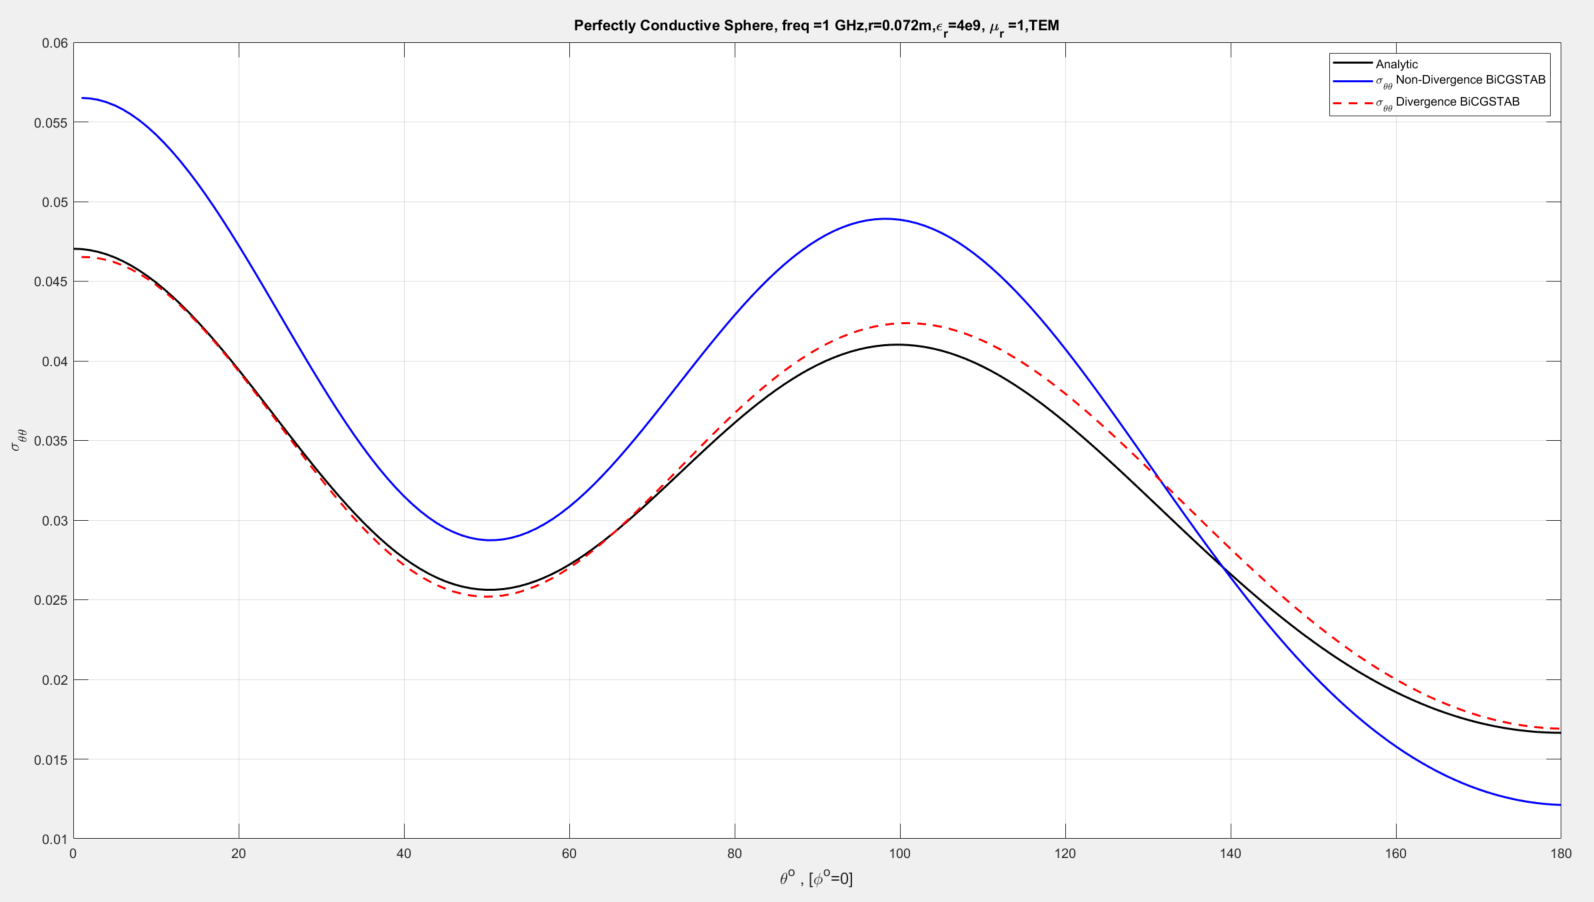 Perfectly Conductive Sphere, freq =1 GHz,r=0.072m,ϵr=4e9, μr =1,TEM
0.06
0.055
0.05
0.045
0.04
0.035
0.03
0.025
0.02
0.015
0.01
σθθ
Analytic
σθθ Non-Divergence BiCGSTAB
σθθ Divergence BiCGSTAB
0 20 40 60 80 100 120 140 160 180
θo , [ϕo=0]